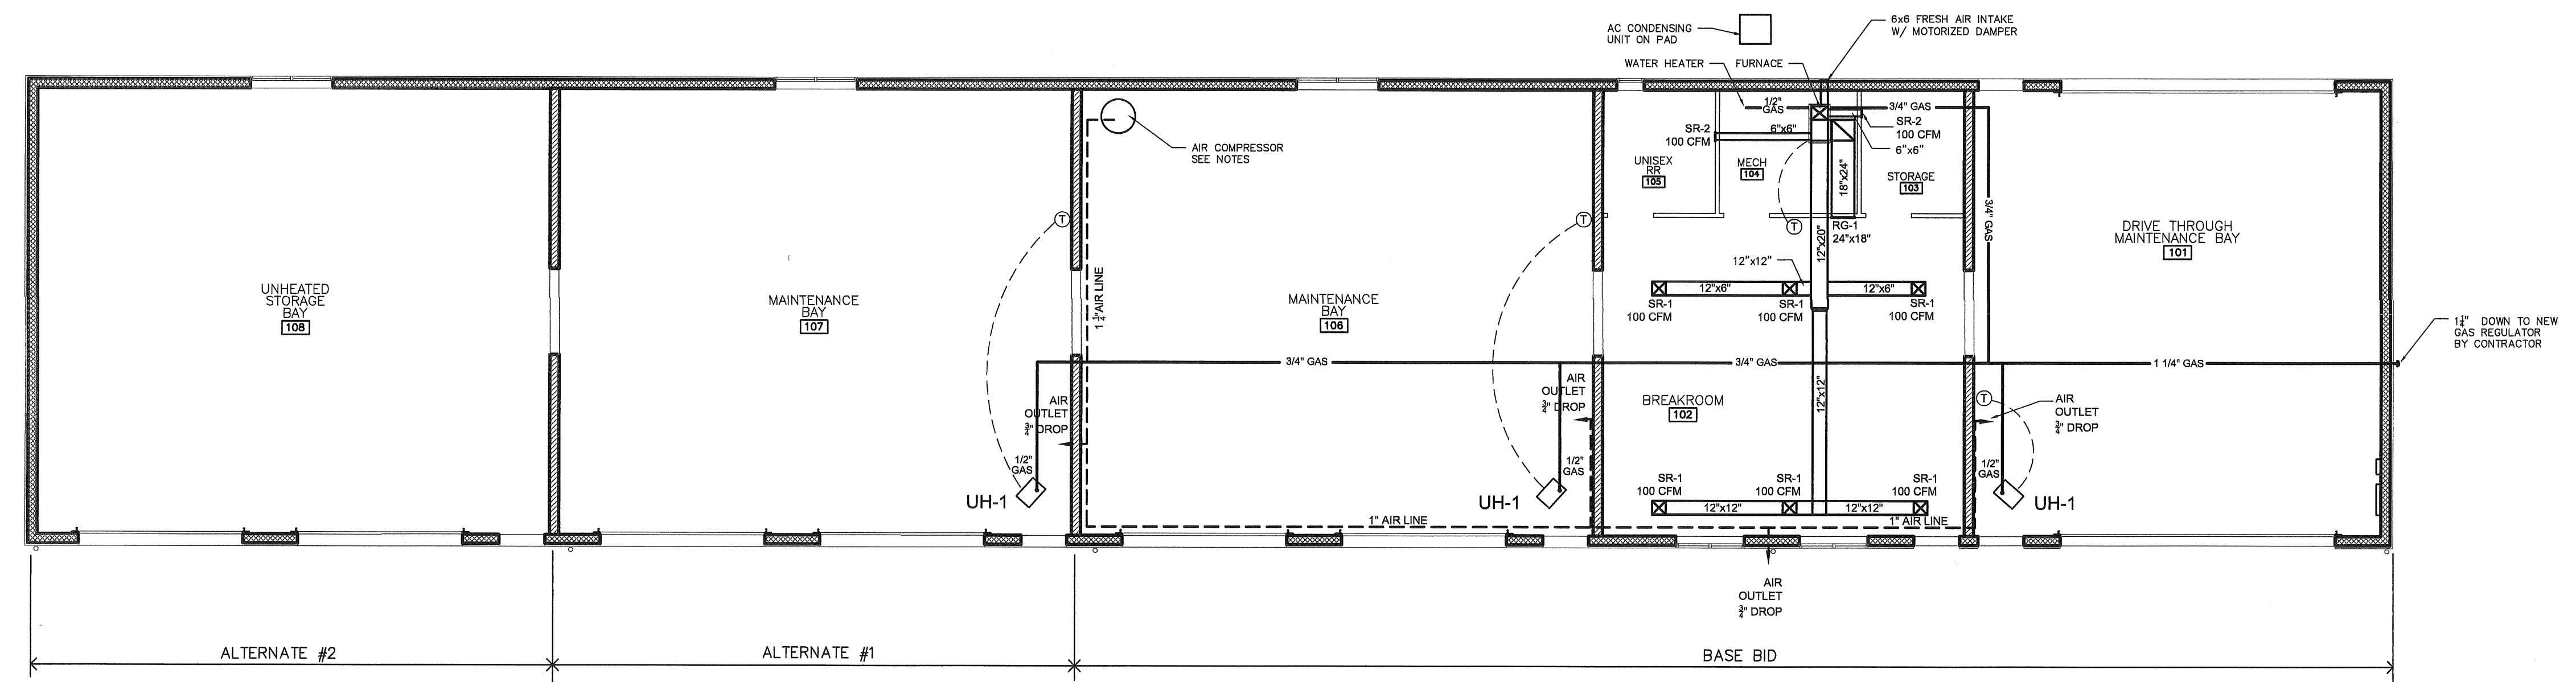 AC CONDENSING
UNIT ON PAD
6x6 FRESH AIR INTAKE
W/ MOTORIZED DAMPER
WATER HEATER
FURNACE
1/2"
GAS
3/4" GAS
SR-2
100 CFM
6"x6"
SR-2
100 CFM
6"x6"
AIR COMPRESSOR
SEE NOTES
UNISEX
RR
105
MECH
104
18"x24"
STORAGE
103
T
T
T
RG-1
24"x18"
12"x20"
3/4" GAS
DRIVE THROUGH
MAINTENANCE BAY
101
12"x12"
12"x6"
12"x6"
SR-1
100 CFM
SR-1
100 CFM
SR-1
100 CFM
UNHEATED
STORAGE
BAY
108
MAINTENANCE
BAY
107
1 1/4" AIR LINE
MAINTENANCE
BAY
106
1 1/4" DOWN TO NEW
GAS REGULATOR
BY CONTRACTOR
3/4" GAS
3/4" GAS
1 1/4" GAS
AIR
OUTLET
3/4" DROP
AIR
OUTLET
3/4" DROP
BREAKROOM
102
12"x12"
T
AIR
OUTLET
3/4" DROP
1/2"
GAS
UH-1
1/2"
GAS
UH-1
SR-1
100 CFM
SR-1
100 CFM
SR-1
100 CFM
12"x12"
12"x12"
1/2"
GAS
UH-1
1" AIR LINE
1" AIR LINE
AIR
OUTLET
3/4" DROP
ALTERNATE #2
ALTERNATE #1
BASE BID